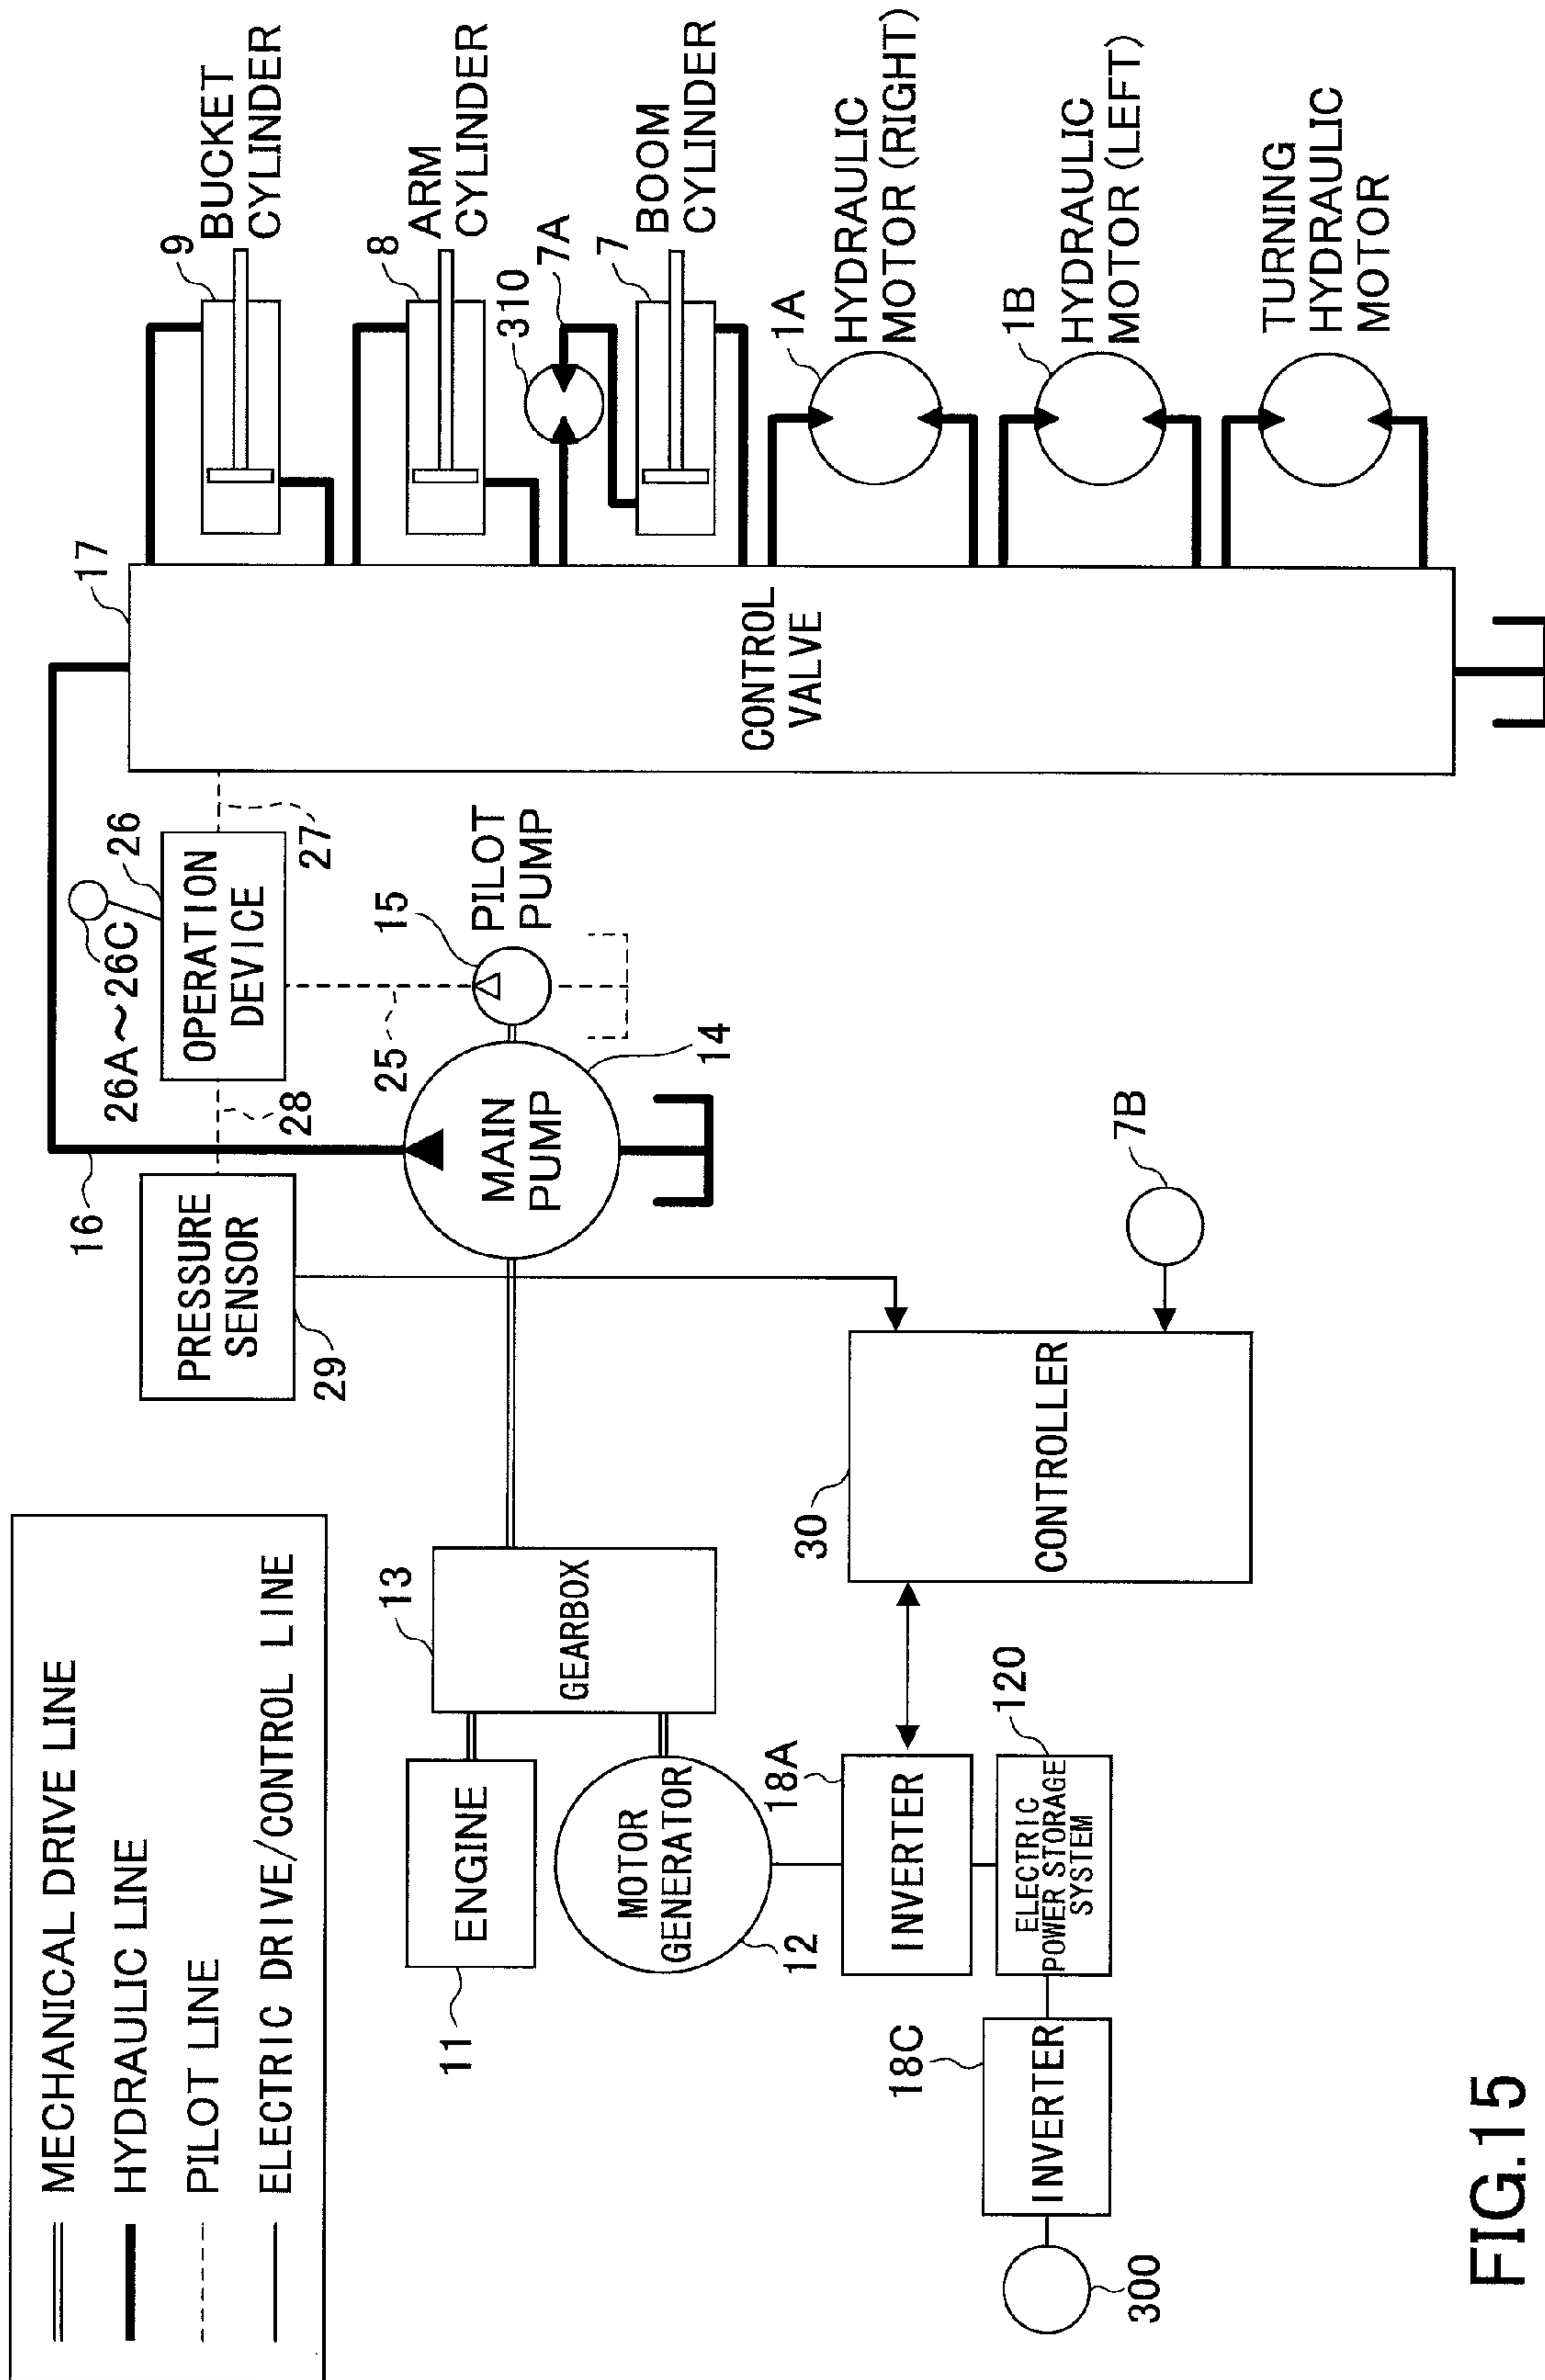 MECHANICAL DRIVE LINE
HYDRAULIC LINE
PILOT LINE
ELECTRIC DRIVE/CONTROL LINE
11
ENGINE
12
MOTOR
GENERATOR
13
GEARBOX
18A
INVERTER
120
ELECTRIC
POWER STORAGE
SYSTEM
18C
INVERTER
300
30
CONTROLLER
7B
29
PRESSURE
SENSOR
16
28
26A～26C
26
OPERATION
DEVICE
27
25
15
PILOT
PUMP
14
MAIN
PUMP
17
CONTROL
VALVE
9
BUCKET
CYLINDER
8
ARM
CYLINDER
310
7A
7
BOOM
CYLINDER
1A
HYDRAULIC
MOTOR(RIGHT)
1B
HYDRAULIC
MOTOR(LEFT)
TURNING
HYDRAULIC
MOTOR
FIG.15